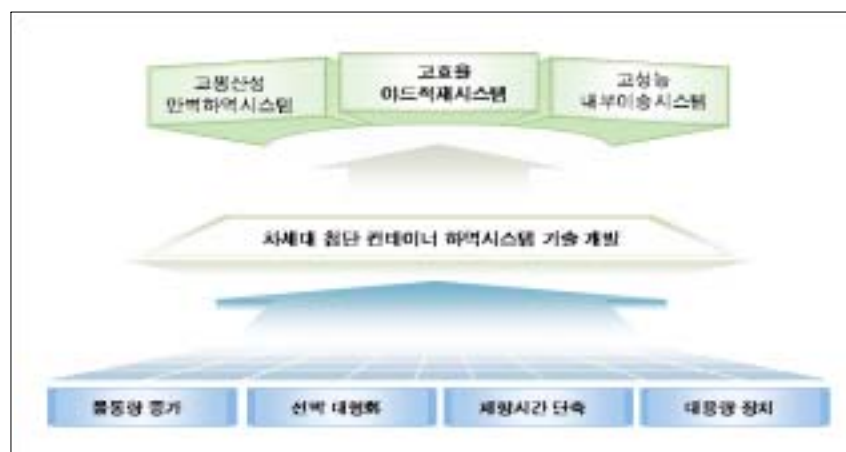 고생산성
안벽하역시스템
고효율
야드적재시스템
고성능
내부이송시스템
차세대 첨단 컨테이너 하역시스템 기술 개발
물동량 증가
선박 대형화
재항시간 단축
대용량 장치